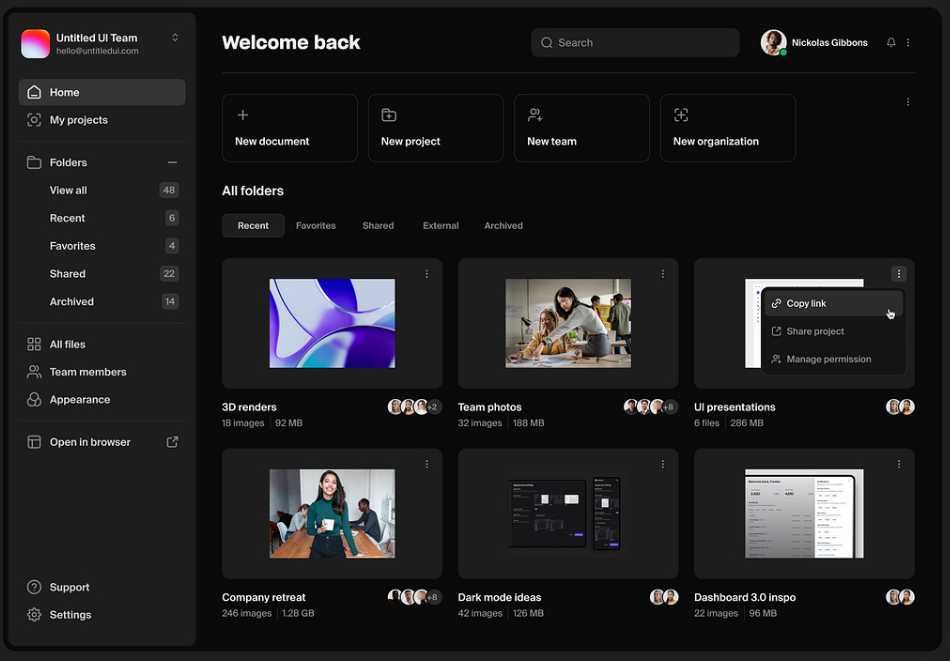 Untitled UI Team
hello@untitledui.com
Home
My projects
Folders
View all 48
Recent 6
Favorites 4
Shared 22
Archived 14
All files
Team members
Appearance
Open in browser
Support
Settings
Welcome back
Search
Nickolas Gibbons
New document
New project
New team
New organization
All folders
Recent Favorites Shared External Archived
Copy link
Share project
Manage permission
3D renders +2
18 images 92 MB
Team photos +8
32 images 188 MB
UI presentations
6 files 286 MB
Company retreat +8
246 images 1.28 GB
Dark mode ideas
42 images 126 MB
Dashboard 3.0 inspo
22 images 96 MB